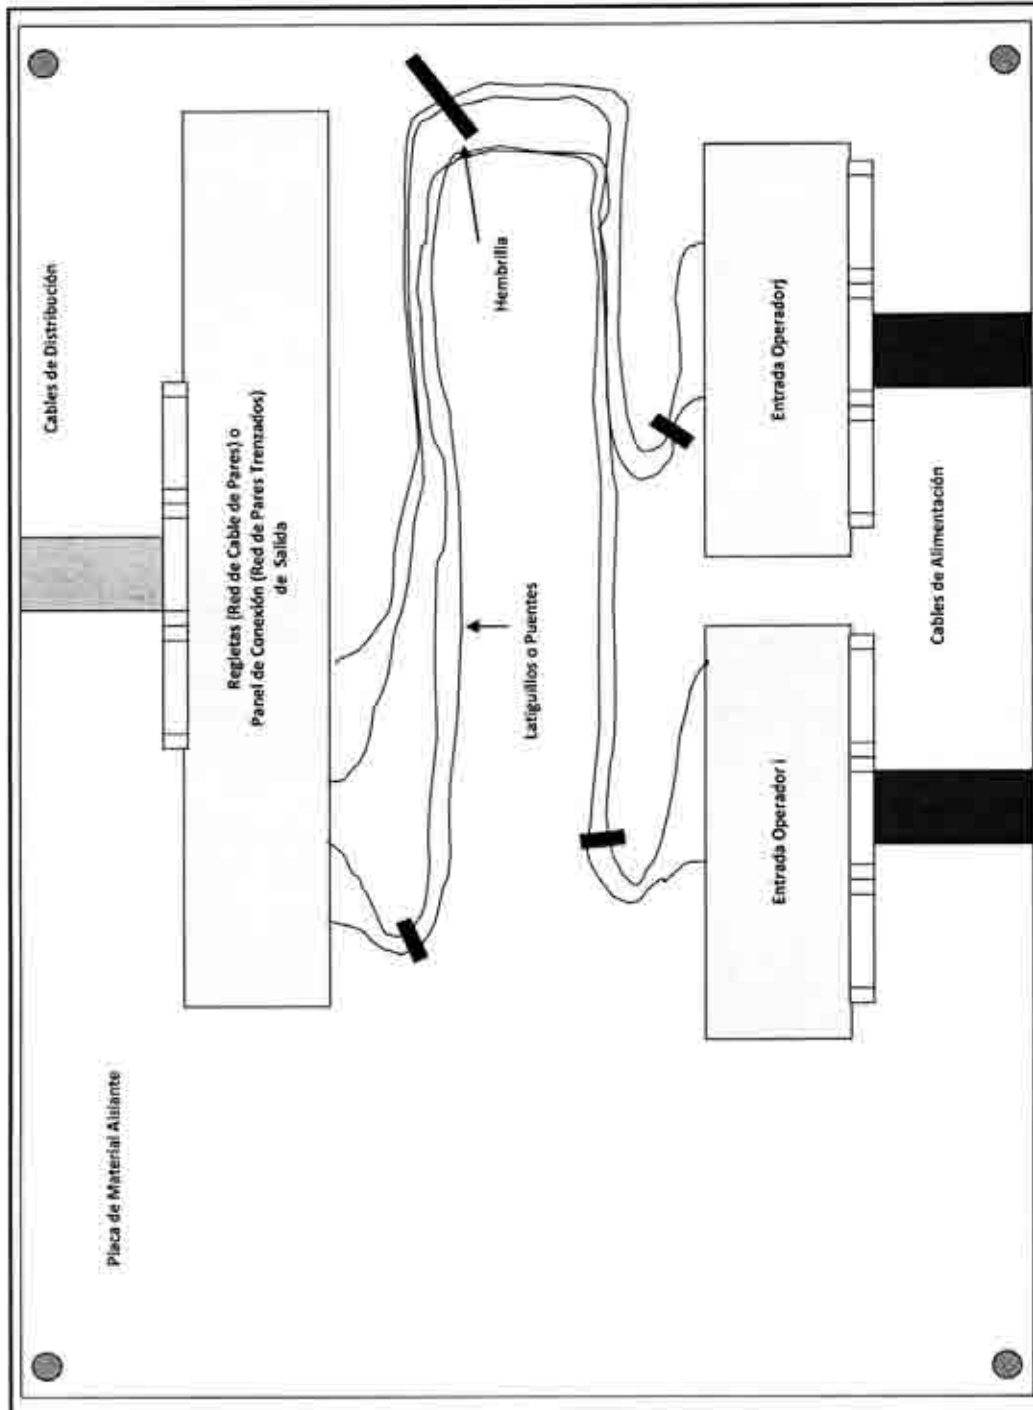 Placa de Material Aislante
Cables de Distribución
Regletas (Red de Cable de Pares) o
Panel de Conexión (Red de Pares Trenzados)
de Salida
Latiguillos o Puentes
Hembrilla
Entrada Operador i
Entrada Operadorj
Cables de Alimentación